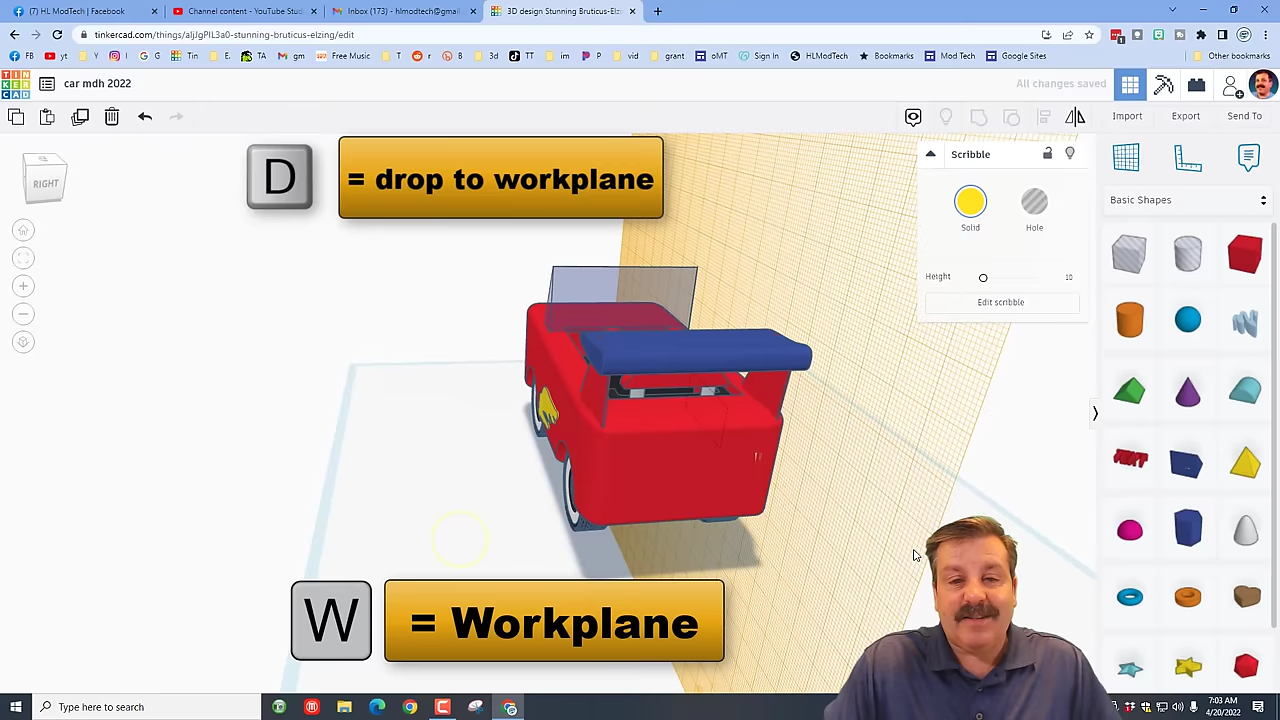 (7) HL ModTech | Facebook
Channel content - YouTube Stud
Inbox (173) - hlmodtech@gmail
3D design Stunning Bruticus-Elzing
tinkercad.com/things/aljJgPIL3a0-stunning-bruticus-elzing/edit
FB
YT
Y
I
G
Tin
E
TA
gm
Free Music
T
r
b
3d
TT
im
P
vid
grant
oMT
Sign In
HLModTech
Bookmarks
Mod Tech
Google Sites
Other bookmarks
TIN
KER
CAD
car mdh 2022
All changes saved
Import
Export
Send To
D
= drop to workplane
RIGHT
Scribble
Solid
Hole
Height
10
Edit scribble
Basic Shapes
TEXT
W
= Workplane
Type here to search
7:03 AM
4/20/2022